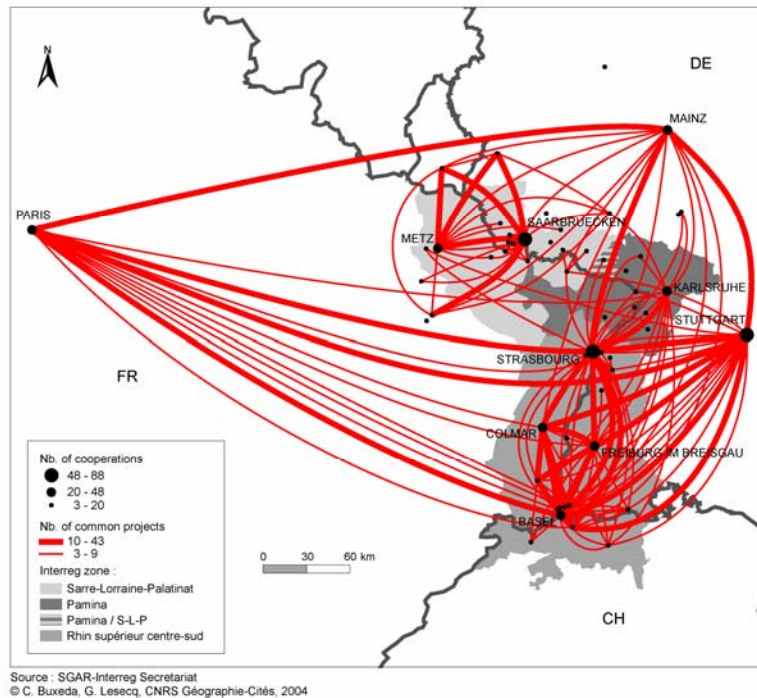 N
DE
MAINZ
PARIS
SAARBRUECKEN
METZ
KARLSRUHE
STUTTGART
STRASBOURG
FR
COLMAR
FREIBURG IM BREISGAU
BASEL
CH
Nb. of cooperations
48 - 88
20 - 48
3 - 20
Nb. of common projects
10 - 43
3 - 9
Interreg zone :
Sarre-Lorraine-Palatinat
Pamina
Pamina / S-L-P
Rhin supérieur centre-sud
0 30 60 km
Source : SGAR-Interreg Secretariat
© C. Buxeda, G. Lesecq, CNRS Géographie-Cités, 2004